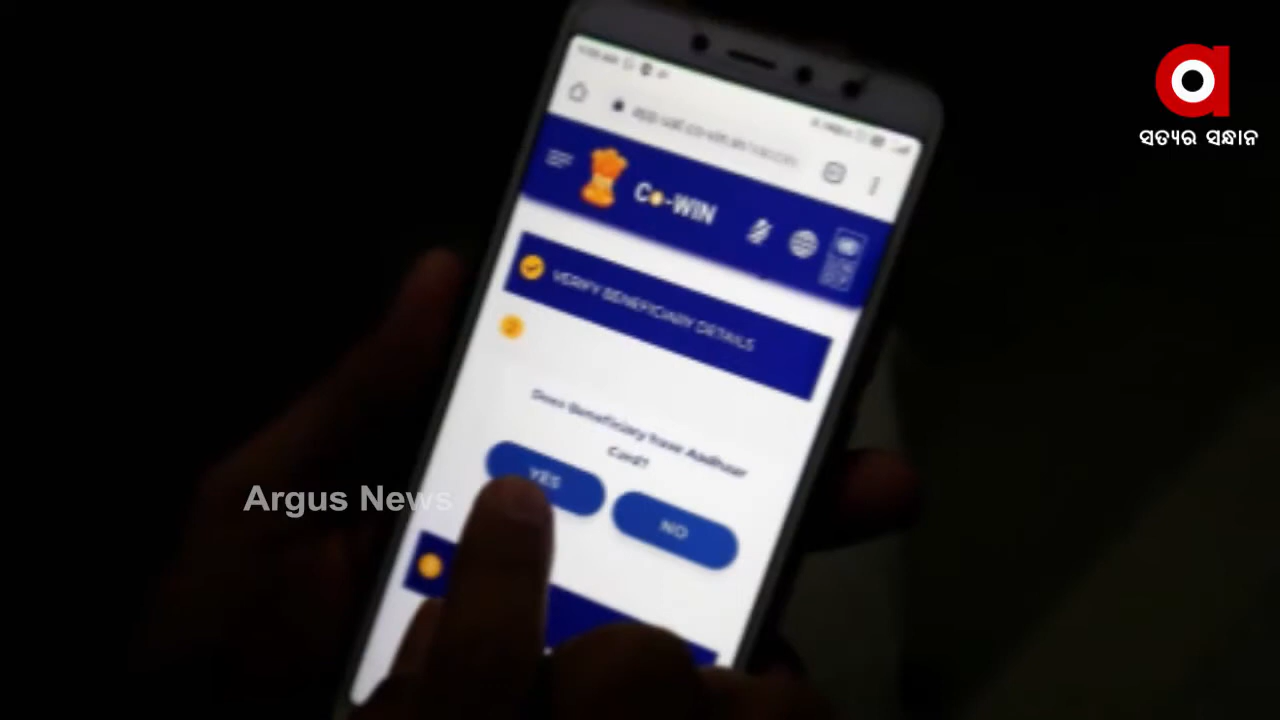 ସତ୍ୟର ସନ୍ଧାନ
Co-WIN
VERIFY BENEFICIARY DETAILS
Does Beneficiary have Aadhaar
Card?
YES
NO
Argus News